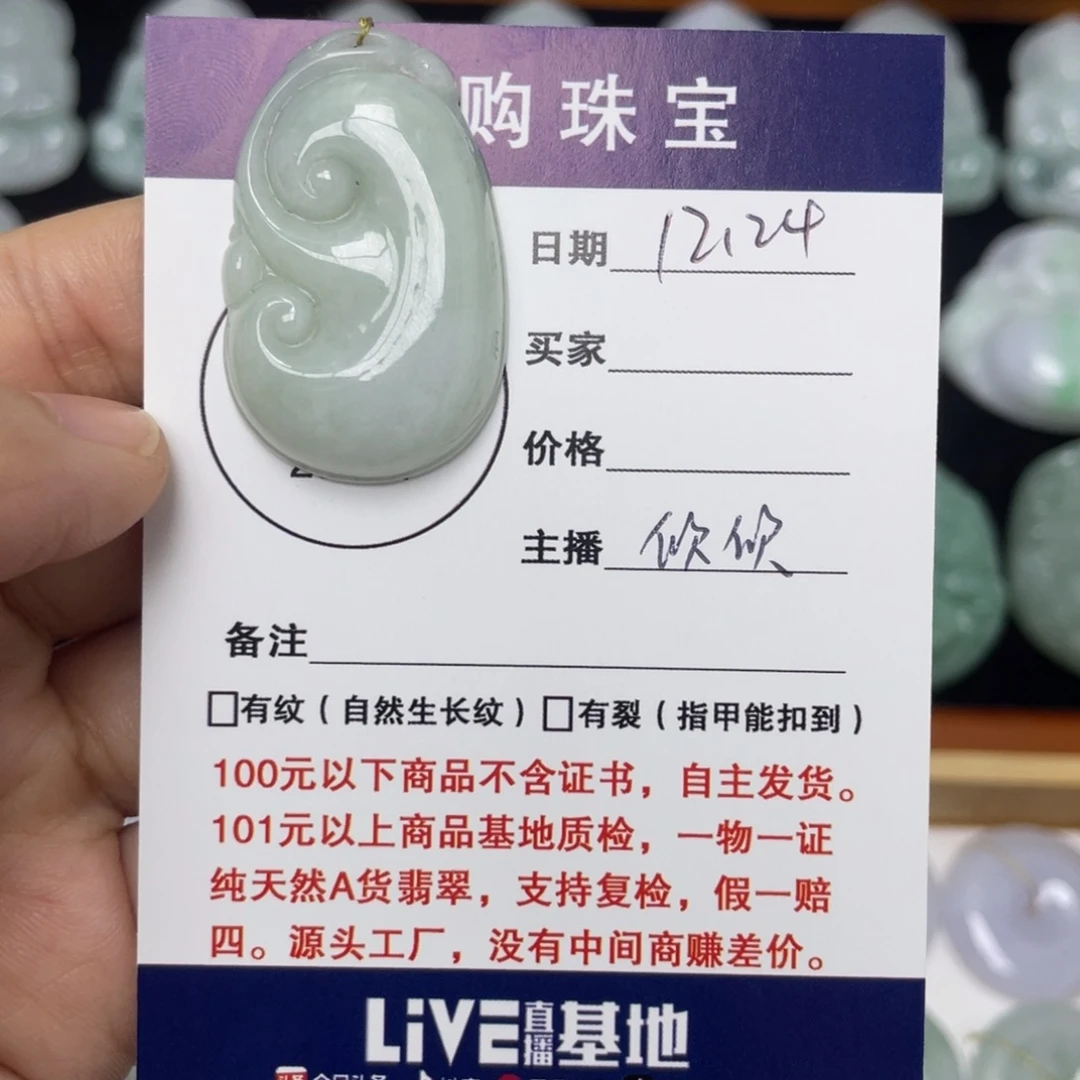 购珠宝
日期 12.24
买家
价格
主播 欣欣
备注
有纹（自然生长纹） 有裂（指甲能扣到）
100元以下商品不含证书，自主发货。
101元以上商品基地质检，一物一证
纯天然A货翡翠，支持复检，假一赔
四。源头工厂，没有中间商赚差价。
LiVE直播基地